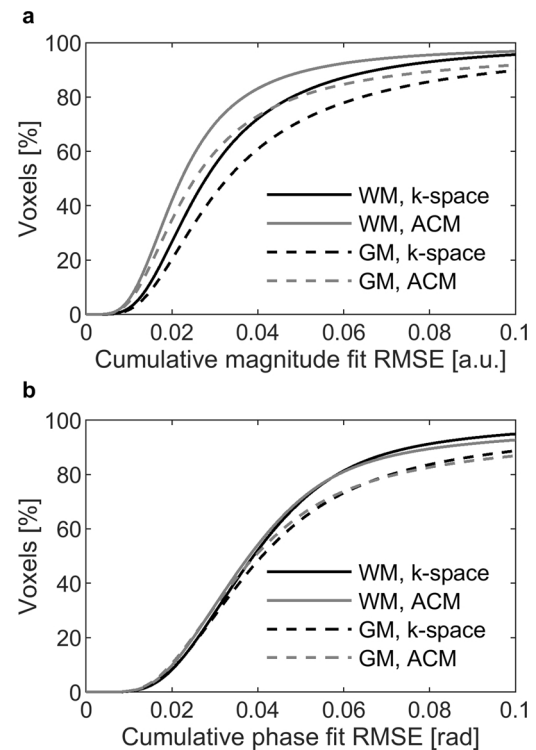 a
100
80
60
40
20
0
Voxels [%]
WM, k-space
WM, ACM
GM, k-space
GM, ACM
0 0.02 0.04 0.06 0.08 0.1
Cumulative magnitude fit RMSE [a.u.]
b
100
80
60
40
20
0
Voxels [%]
WM, k-space
WM, ACM
GM, k-space
GM, ACM
0 0.02 0.04 0.06 0.08 0.1
Cumulative phase fit RMSE [rad]